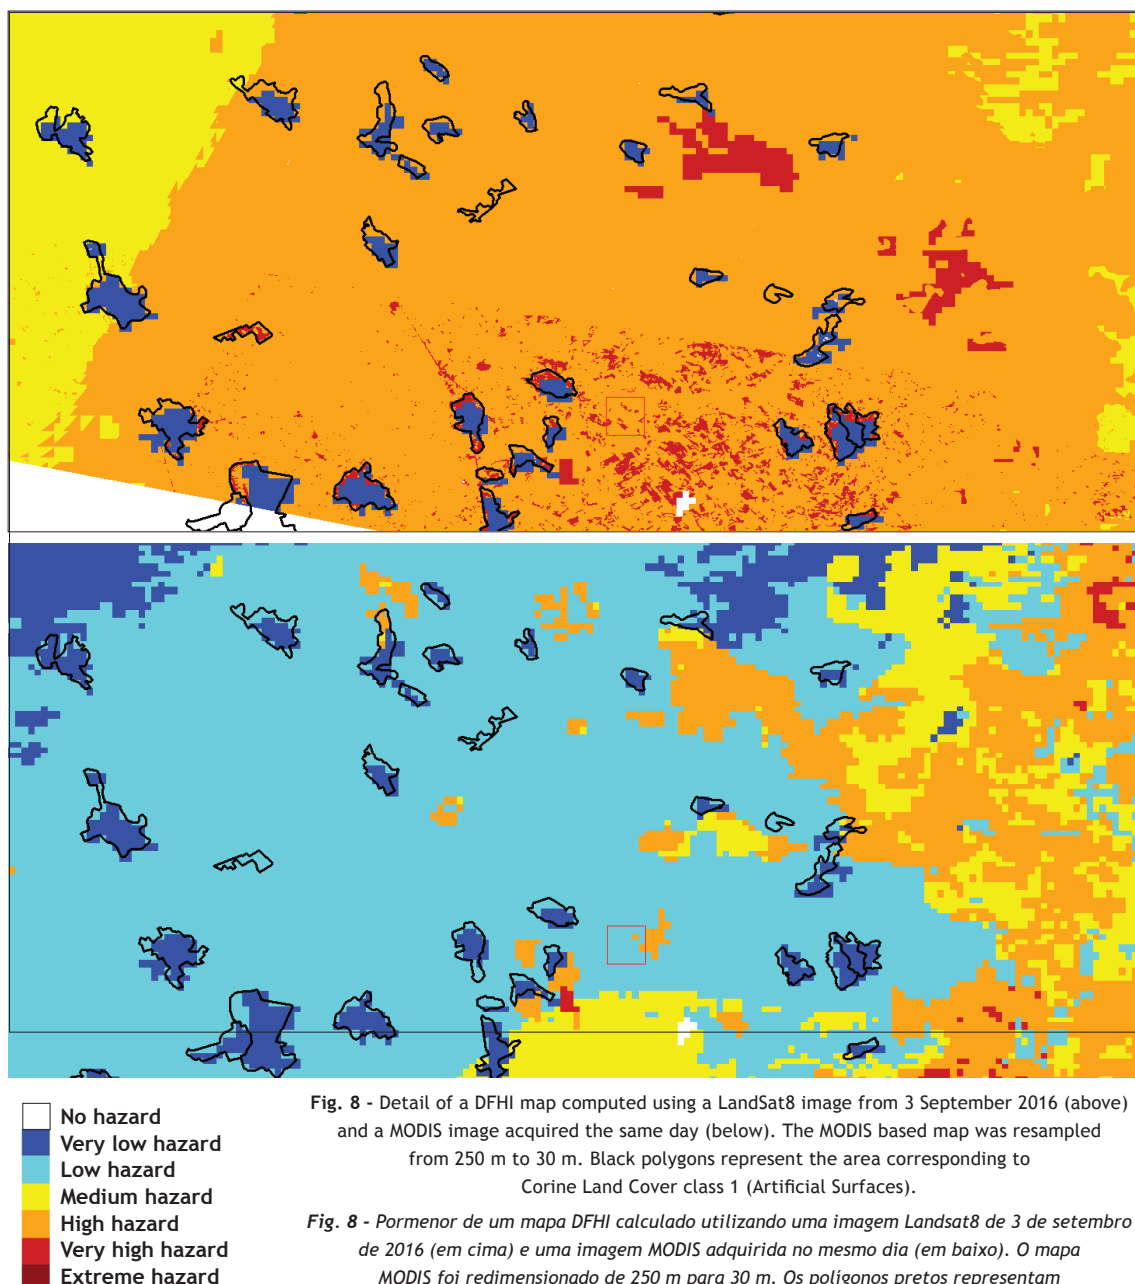 No hazard
Very low hazard
Low hazard
Medium hazard
High hazard
Very high hazard
Extreme hazard
Fig. 8 - Detail of a DFHI map computed using a LandSat8 image from 3 September 2016 (above)
and a MODIS image acquired the same day (below). The MODIS based map was resampled
from 250 m to 30 m. Black polygons represent the area corresponding to
Corine Land Cover class 1 (Artificial Surfaces).
Fig. 8 - Pormenor de um mapa DFHI calculado utilizando uma imagem Landsat8 de 3 de setembro
de 2016 (em cima) e uma imagem MODIS adquirida no mesmo dia (em baixo). O mapa
MODIS foi redimensionado de 250 m para 30 m. Os polígonos pretos representam